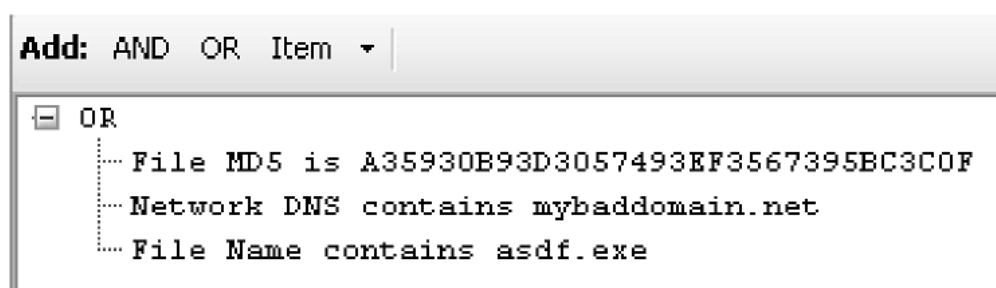 Add: AND OR Item
OR
File MD5 is A35930B93D3057493EF3567395BC3C0F
Network DNS contains mybaddomain.net
File Name contains asdf.exe